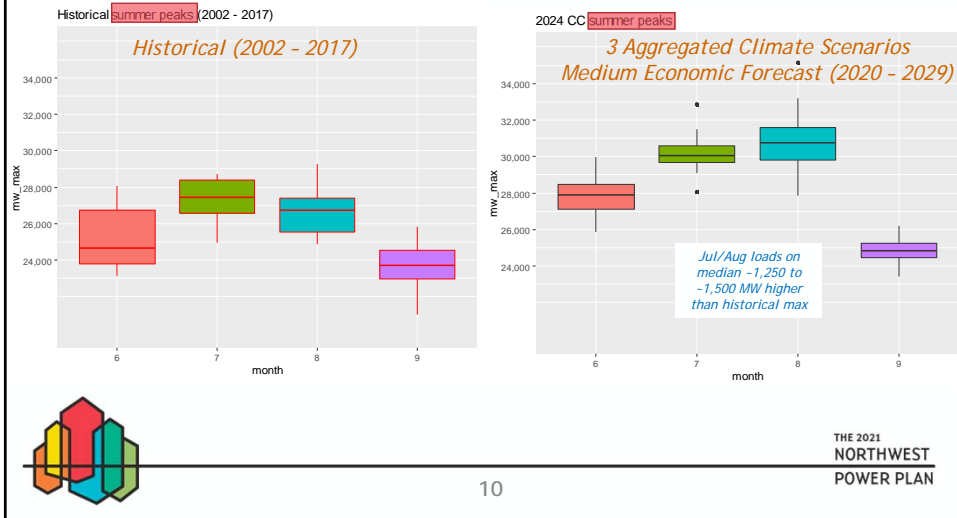 Historical summer peaks (2002 - 2017)
Historical (2002 – 2017)
34,000
32,000
30,000
28,000
26,000
24,000
mw_max
6 7 8 9
month
2024 CC summer peaks
3 Aggregated Climate Scenarios
Medium Economic Forecast (2020 – 2029)
34,000
32,000
30,000
28,000
26,000
24,000
mw_max
Jul/Aug loads on
median ~1,250 to
~1,500 MW higher
than historical max
6 7 8 9
month
10
THE 2021
NORTHWEST
POWER PLAN